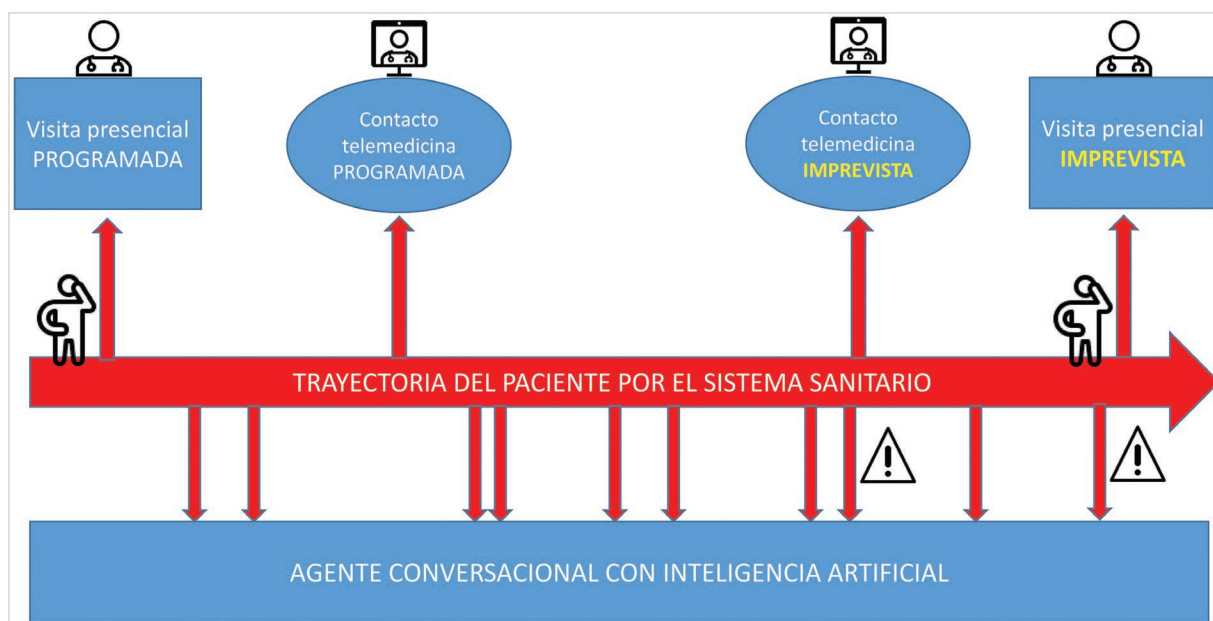 Visita presencial
PROGRAMADA
Contacto
telemedicina
PROGRAMADA
Contacto
telemedicina
IMPREVISTA
Visita presencial
IMPREVISTA
TRAYECTORIA DEL PACIENTE POR EL SISTEMA SANITARIO
AGENTE CONVERSACIONAL CON INTELIGENCIA ARTIFICIAL